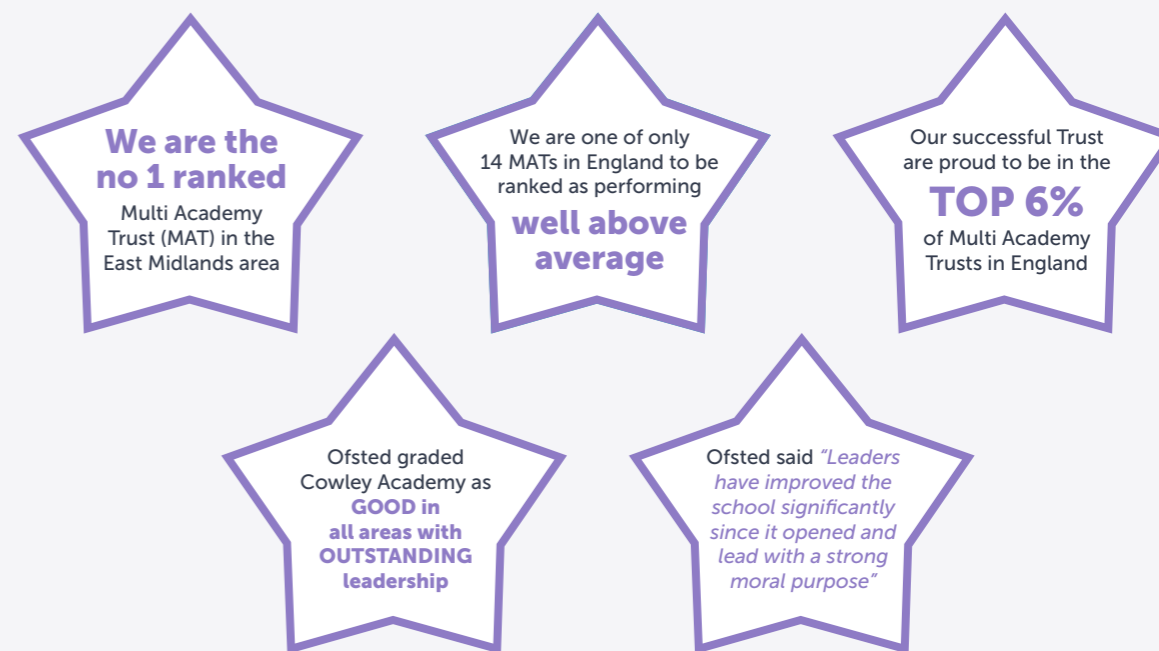 We are the
no 1 ranked
Multi Academy
Trust (MAT) in the
East Midlands area
We are one of only
14 MATs in England to be
ranked as performing
well above
average
Our successful Trust
are proud to be in the
TOP 6%
of Multi Academy
Trusts in England
Ofsted graded
Cowley Academy as
GOOD in
all areas with
OUTSTANDING
leadership
Ofsted said “Leaders
have improved the
school significantly
since it opened and
lead with a strong
moral purpose”